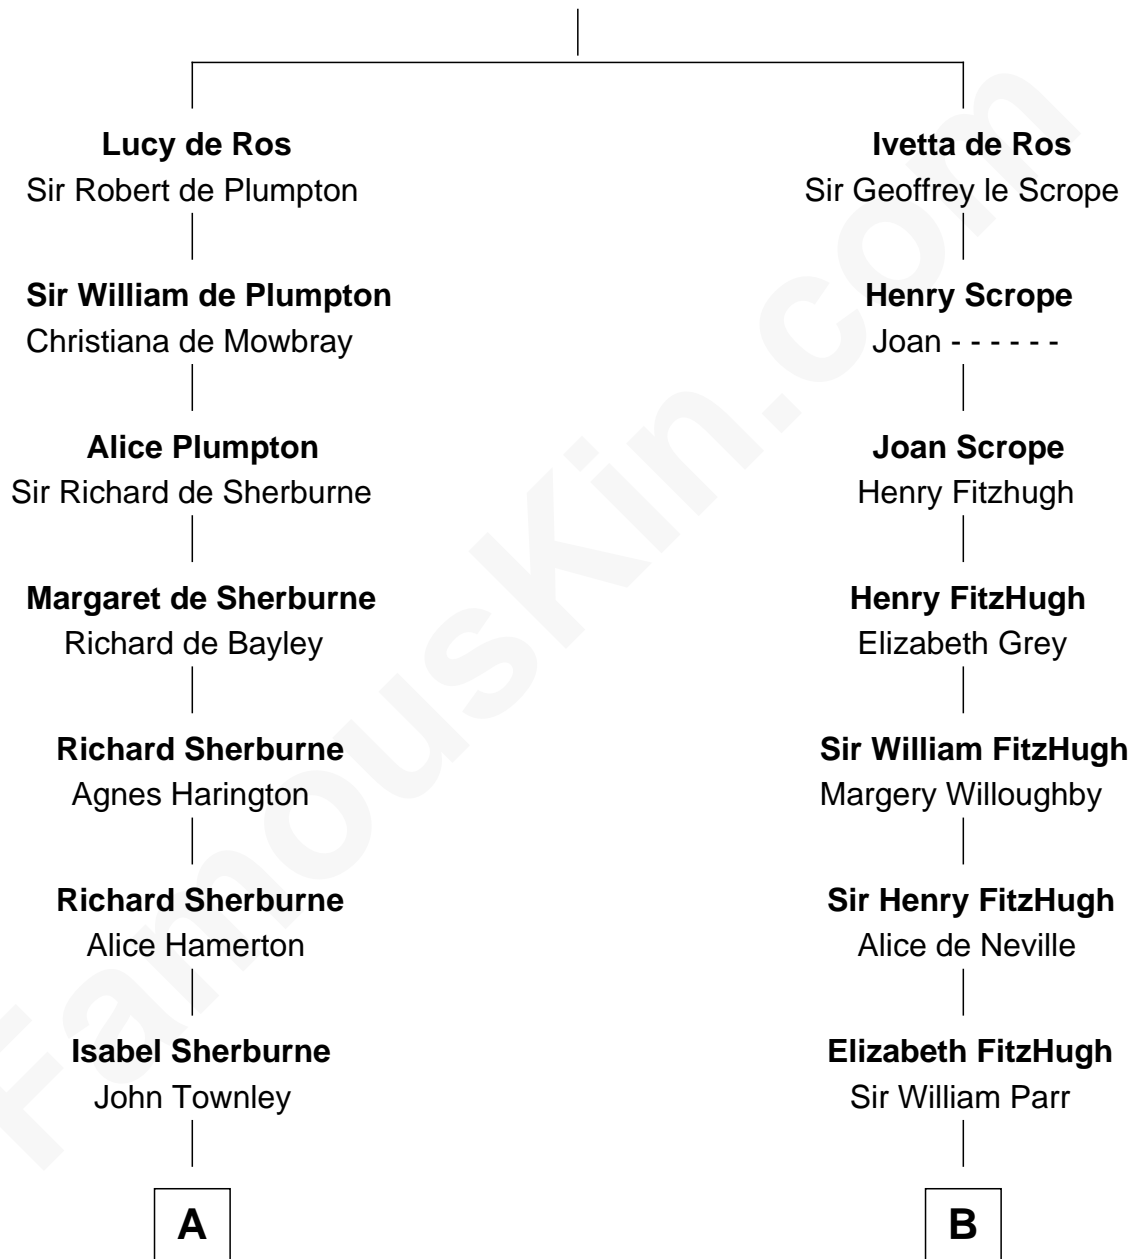 Lucy de Ros
Sir Robert de Plumpton
Sir William de Plumpton
Christiana de Mowbray
Alice Plumpton
Sir Richard de Sherburne
Margaret de Sherburne
Richard de Bayley
Richard Sherburne
Agnes Harington
Richard Sherburne
Alice Hamerton
Isabel Sherburne
John Townley
A
Ivetta de Ros
Sir Geoffrey le Scrope
Henry Scrope
Joan - - - - - -
Joan Scrope
Henry Fitzhugh
Henry FitzHugh
Elizabeth Grey
Sir William FitzHugh
Margery Willoughby
Sir Henry FitzHugh
Alice de Neville
Elizabeth FitzHugh
Sir William Parr
B
FamousKin.com